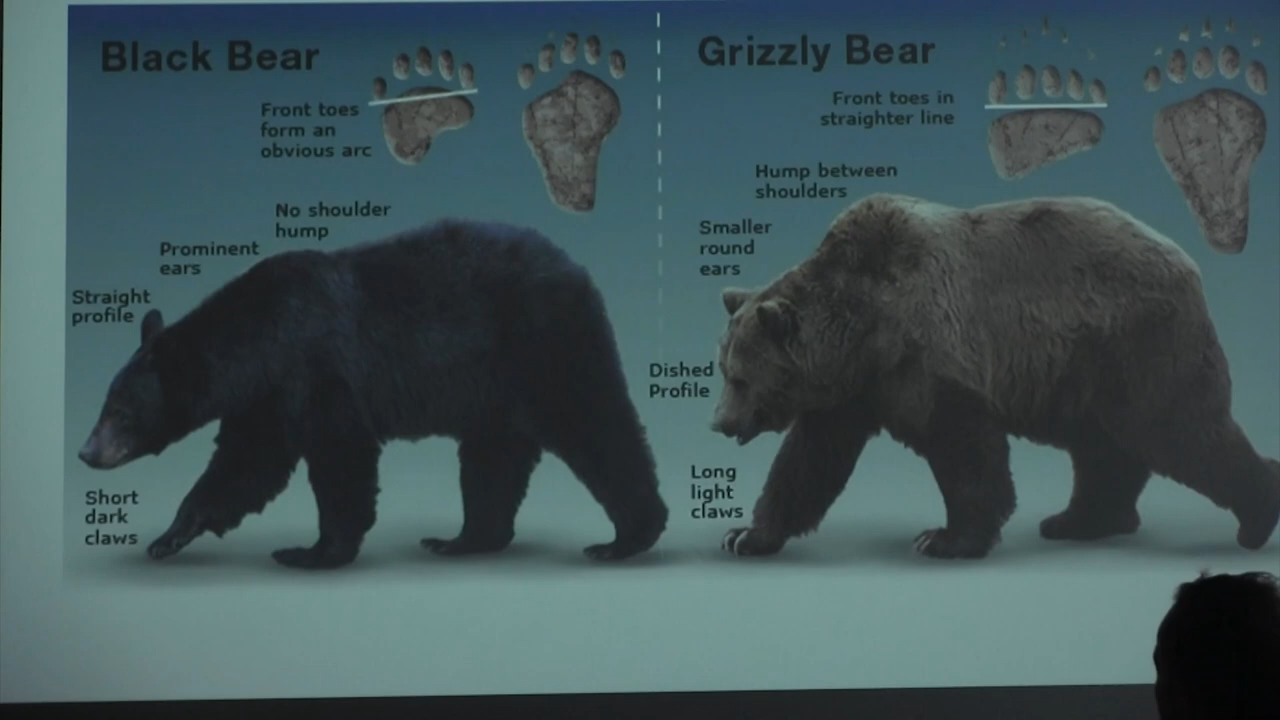 Black Bear
Front toes
form an
obvious arc
No shoulder
hump
Prominent
ears
Straight
profile
Short
dark
claws
Grizzly Bear
Front toes in
straighter line
Hump between
shoulders
Smaller
round
ears
Dished
Profile
Long
light
claws